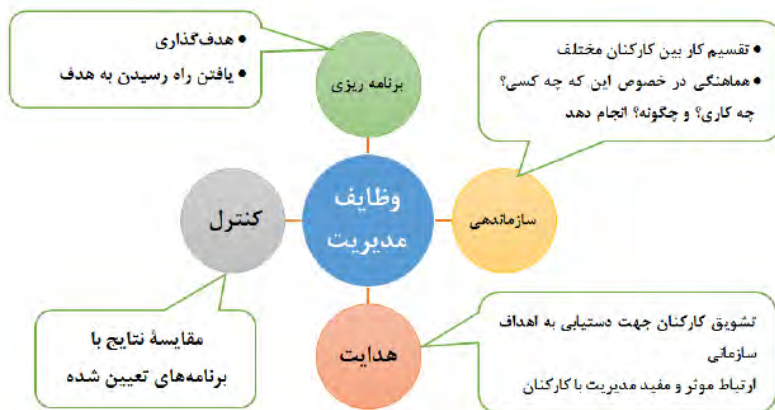 • هدف‌گذاری
• یافتن راه رسیدن به هدف
برنامه ریزی
• تقسیم کار بین کارکنان مختلف
• هماهنگی در خصوص این که چه کسی؟
چه کاری؟ و چگونه؟ انجام دهد
سازماندهی
وظایف
مدیریت
کنترل
مقایسهٔ نتایج با
برنامه‌های تعیین شده
هدایت
تشویق کارکنان جهت دستیابی به اهداف
سازمانی
ارتباط موثر و مفید مدیریت با کارکنان